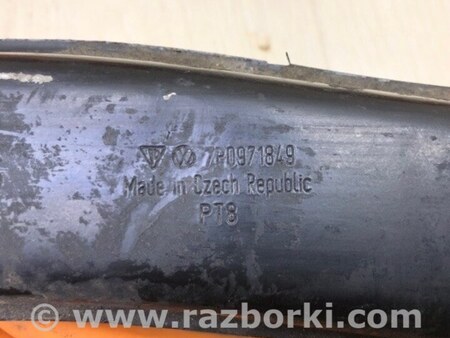 7P0971849
Made in Czech Republic
PT8
www.razborki.com